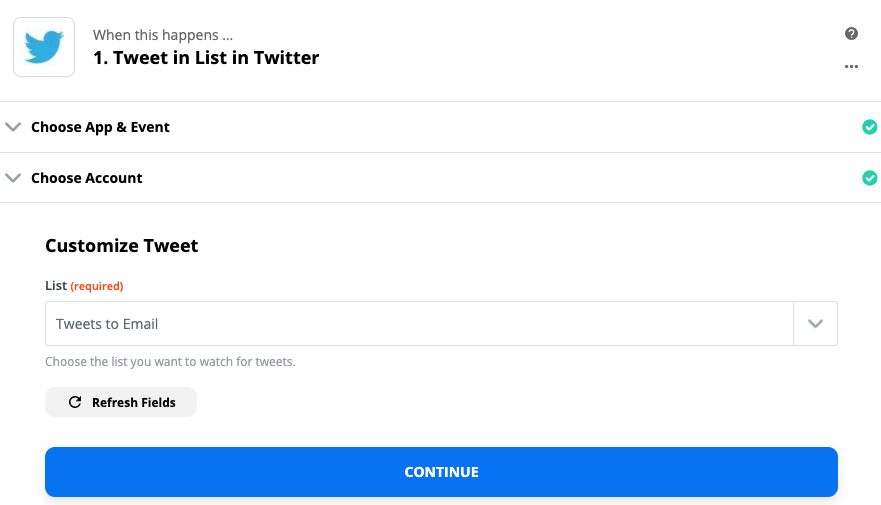 When this happens ...
1. Tweet in List in Twitter
Choose App & Event
Choose Account
Customize Tweet
List (required)
Tweets to Email
Choose the list you want to watch for tweets.
Refresh Fields
CONTINUE